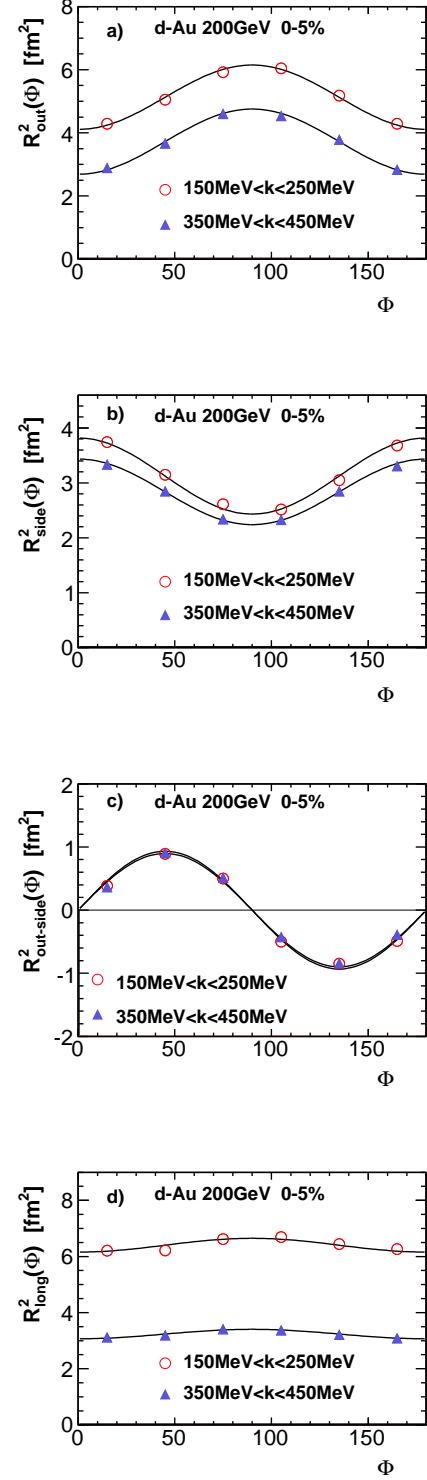 a) d-Au 200GeV 0-5%
R²out(Φ) [fm²]
8
6
4
2
0
150MeV<k<250MeV
350MeV<k<450MeV
0 50 100 150
Φ
b) d-Au 200GeV 0-5%
R²side(Φ) [fm²]
4
3
2
1
0
150MeV<k<250MeV
350MeV<k<450MeV
0 50 100 150
Φ
c) d-Au 200GeV 0-5%
R²out-side(Φ) [fm²]
2
1
0
-1
-2
150MeV<k<250MeV
350MeV<k<450MeV
0 50 100 150
Φ
d) d-Au 200GeV 0-5%
R²long(Φ) [fm²]
8
6
4
2
0
150MeV<k<250MeV
350MeV<k<450MeV
0 50 100 150
Φ